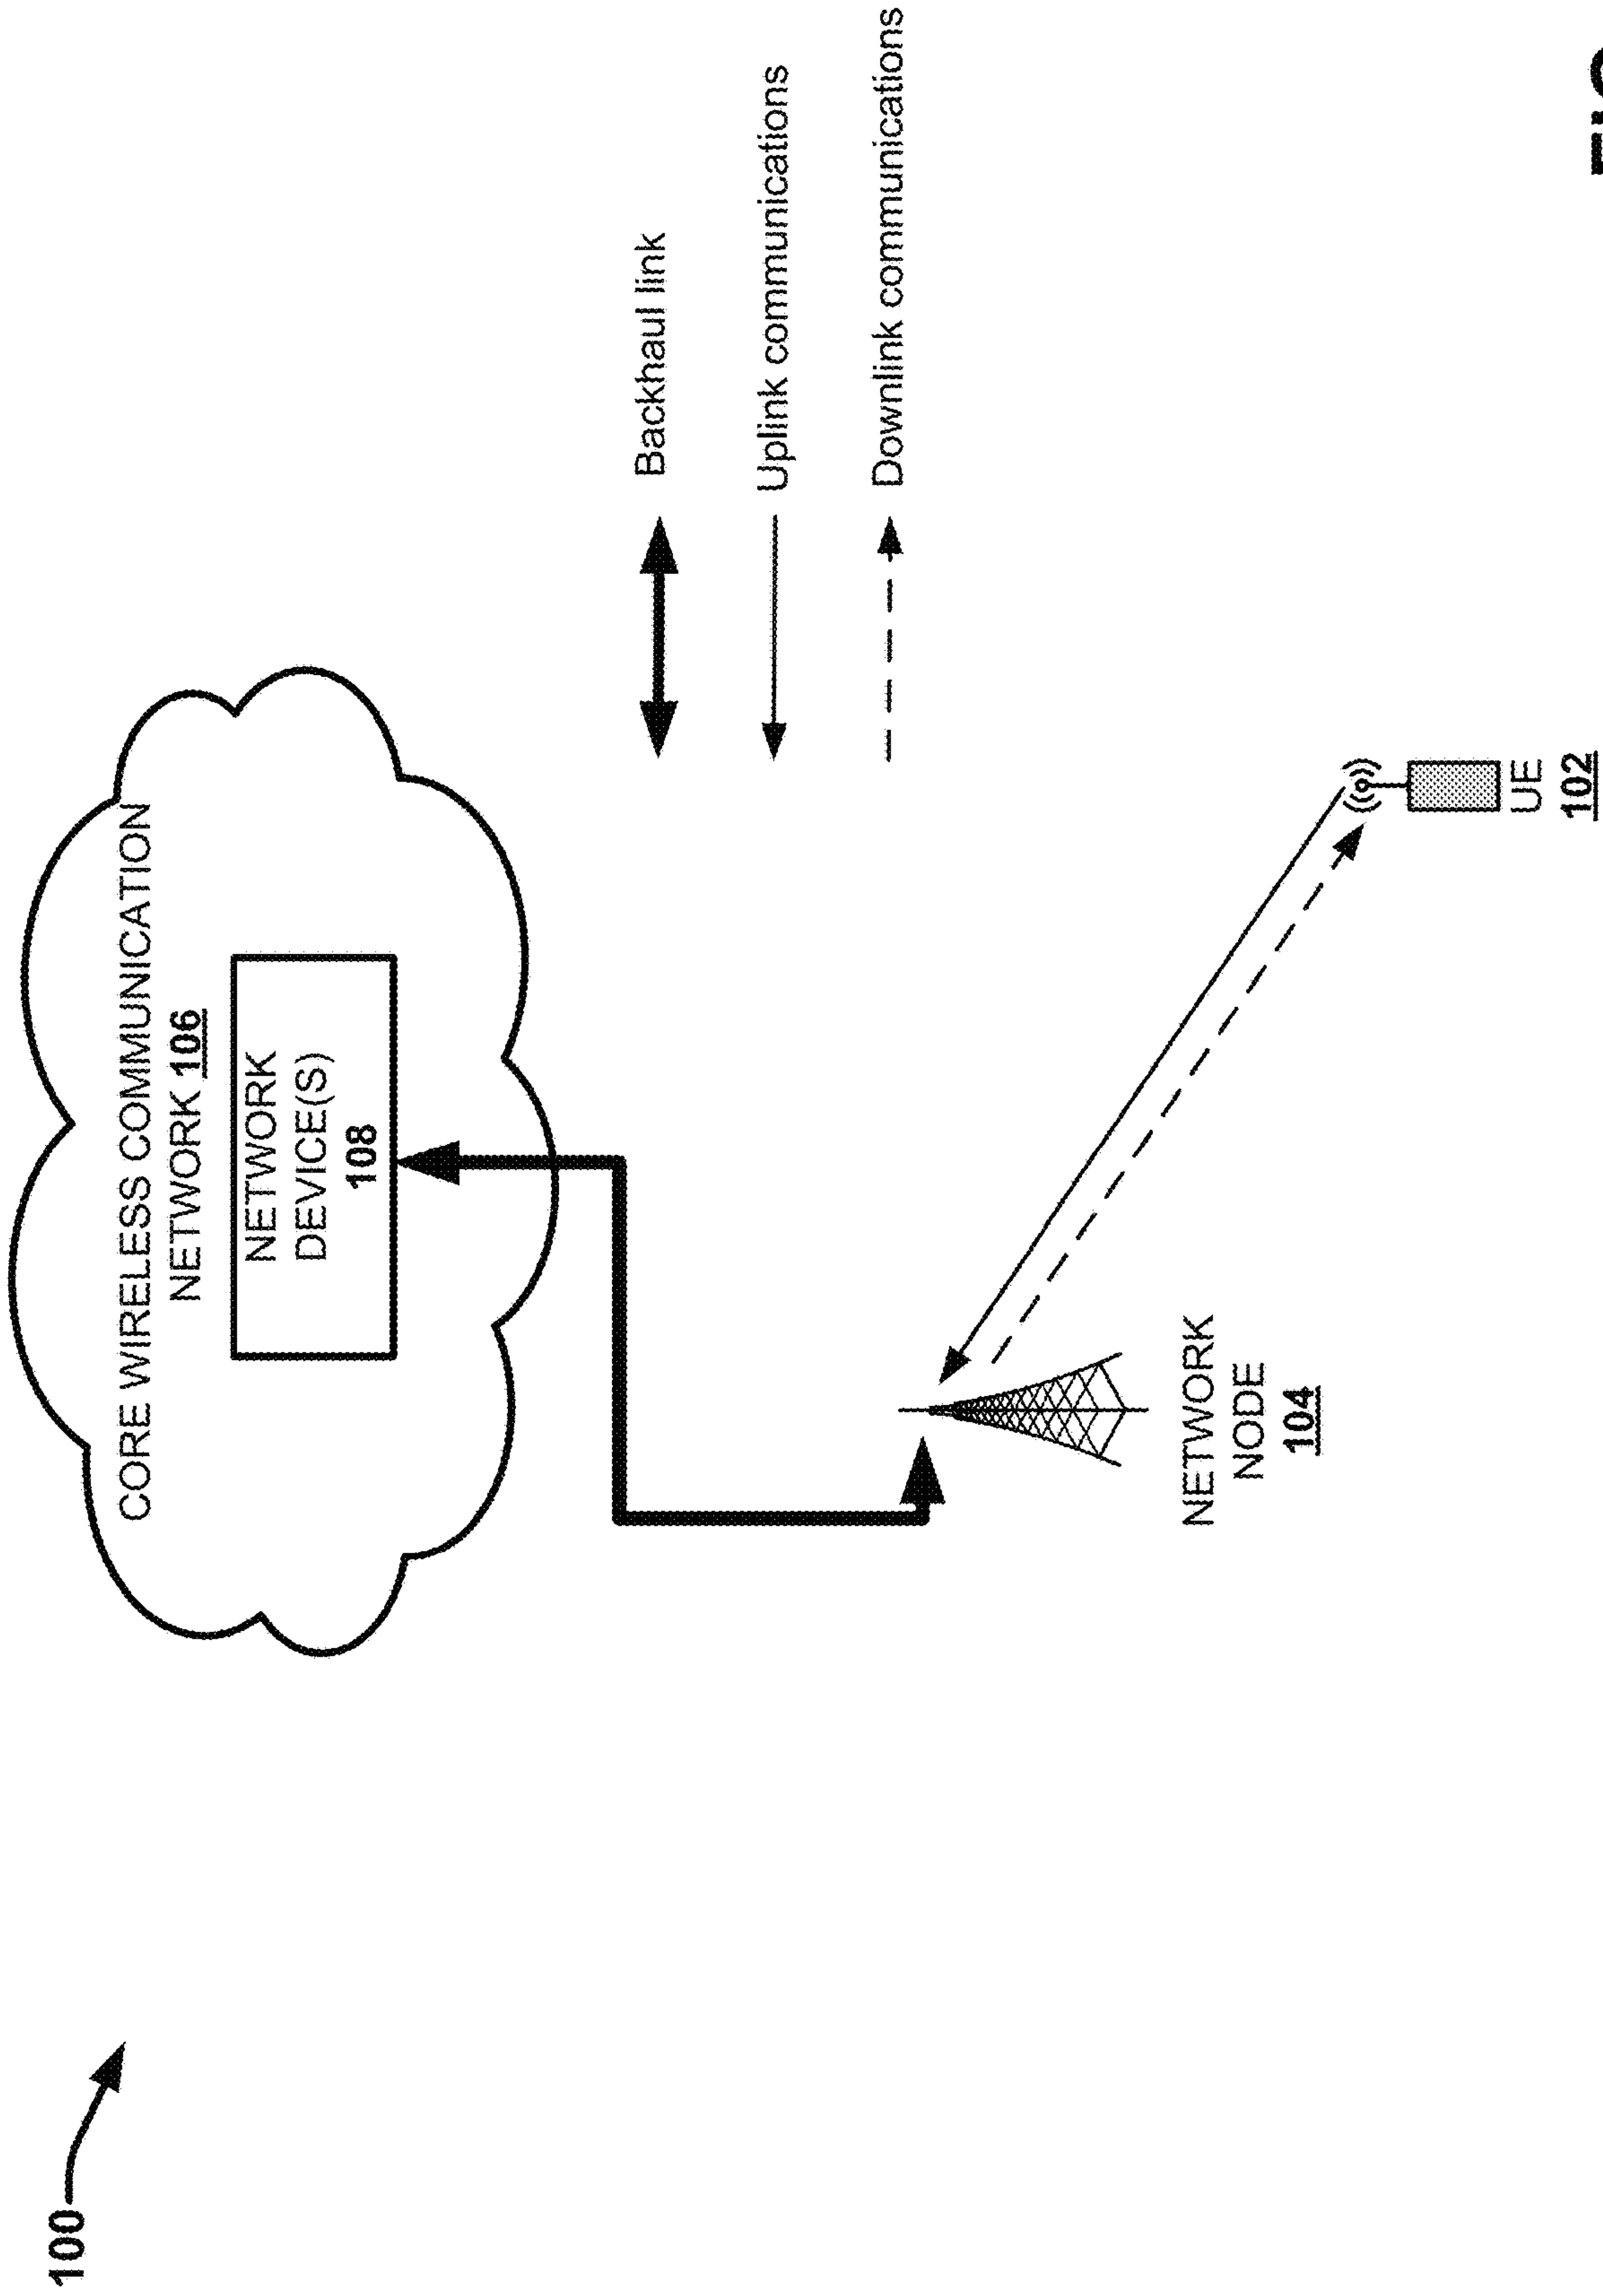 100
CORE WIRELESS COMMUNICATION
NETWORK 106
NETWORK
DEVICE(S)
108
Backhaul link
Uplink communications
Downlink communications
NETWORK
NODE
104
UE
102